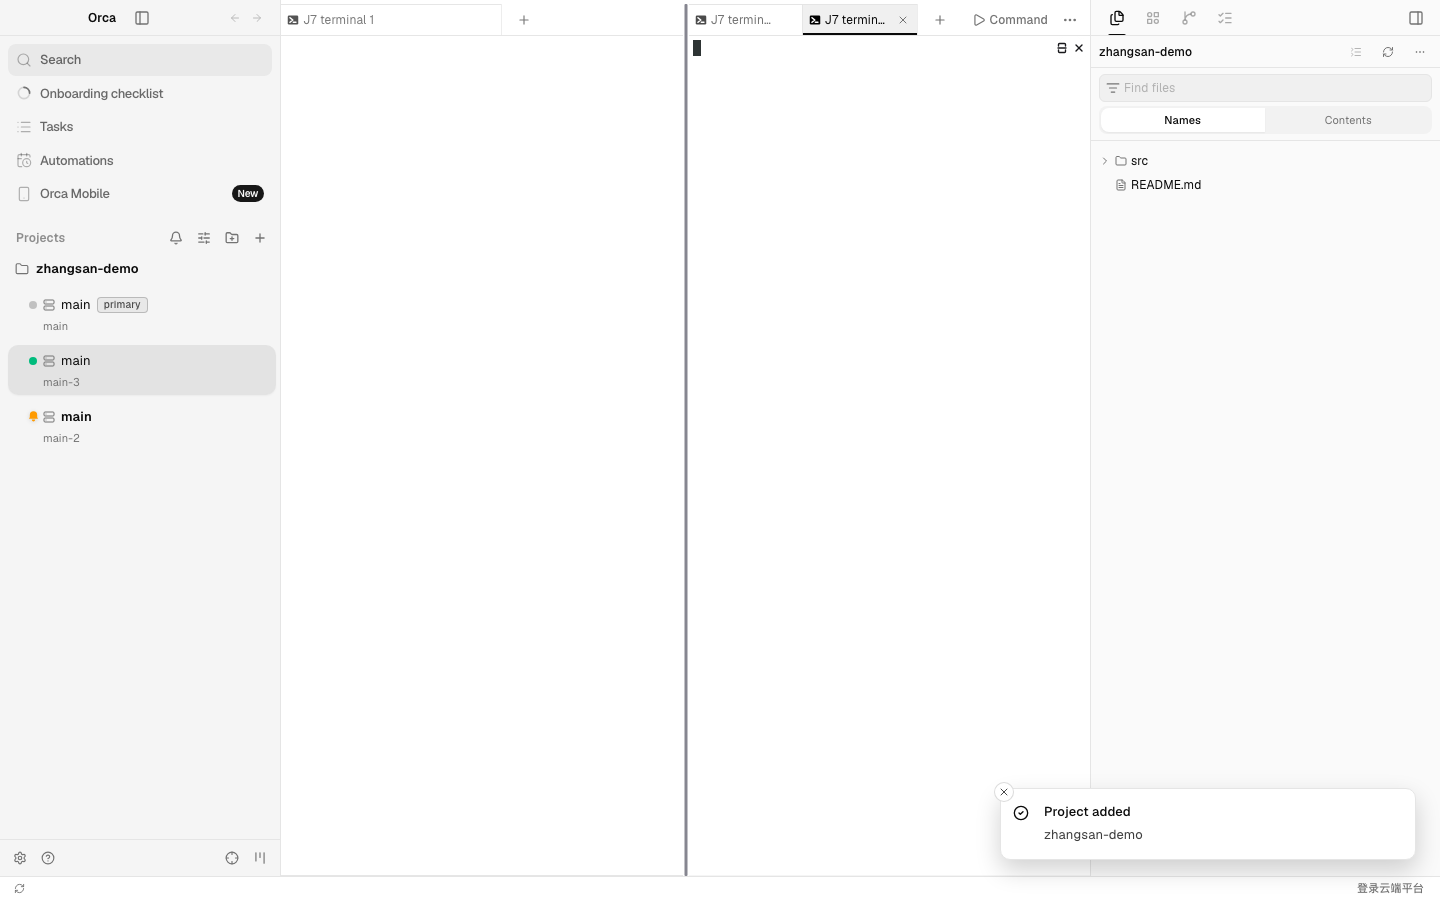 Orca
Search
Onboarding checklist
Tasks
Automations
Orca Mobile
New
Projects
zhangsan-demo
main
primary
main
main
main-3
main
main-2
J7 terminal 1
J7 termin...
J7 termin...
Command
zhangsan-demo
Find files
Names
Contents
src
README.md
Project added
zhangsan-demo
登录云端平台